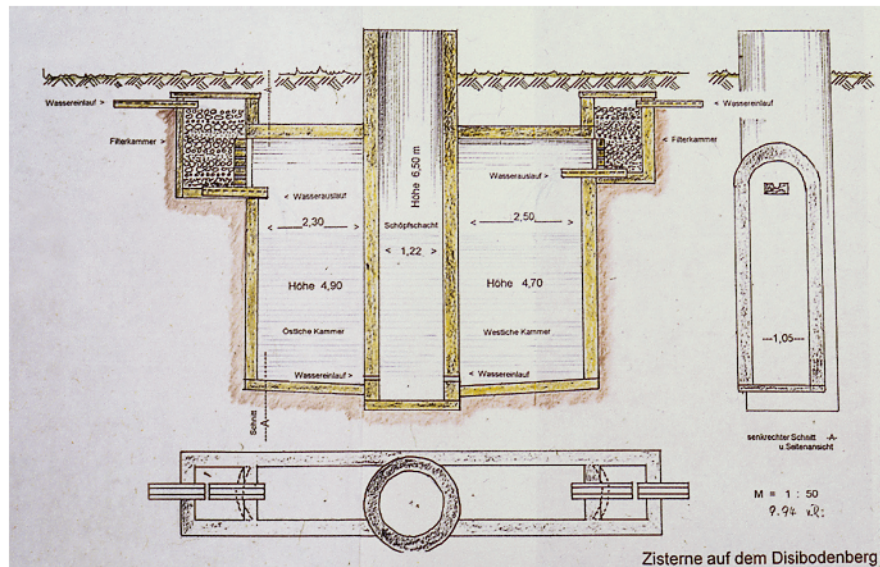 Wassereinlauf >
Filterkammer >
-A-
< Wasserauslauf
< 2,30 >
Höhe 4,90
Östliche Kammer
Wassereinlauf >
Schnitt
-A-
Höhe 6,50 m
Schöpfschacht
< 1,22 >
Wasserauslauf >
< 2,50 >
Höhe 4,70
Westliche Kammer
< Wassereinlauf
< Wassereinlauf
< Filterkammer
---1,05---
senkrechter Schnitt -A-
u.Seitenansicht
M = 1 : 50
9.94
Zisterne auf dem Disibodenberg